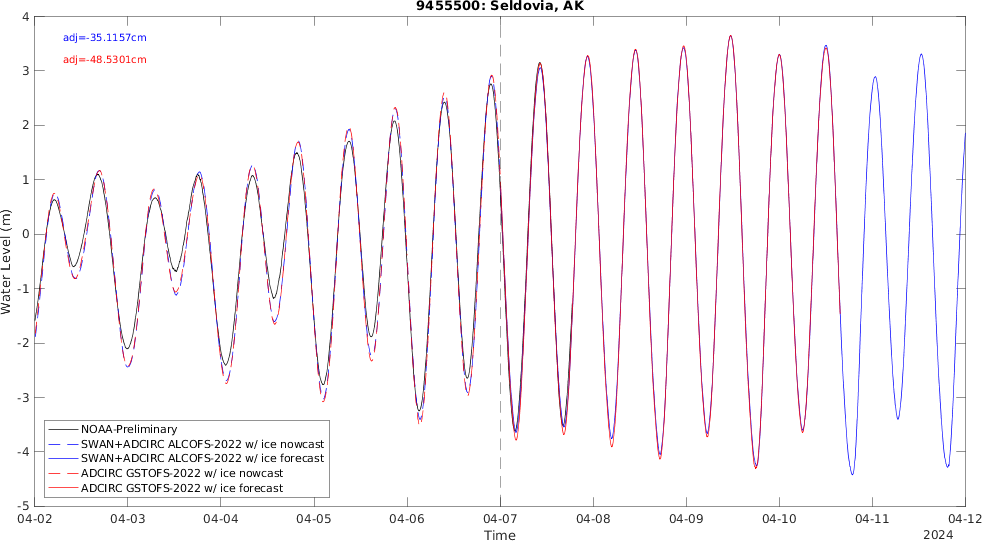 9455500: Seldovia, AK
adj=-35.1157cm
adj=-48.5301cm
4
3
2
1
0
-1
-2
-3
-4
-5
Water Level (m)
NOAA-Preliminary
SWAN+ADCIRC ALCOFS-2022 w/ ice nowcast
SWAN+ADCIRC ALCOFS-2022 w/ ice forecast
ADCIRC GSTOFS-2022 w/ ice nowcast
ADCIRC GSTOFS-2022 w/ ice forecast
04-02 04-03 04-04 04-05 04-06 04-07 04-08 04-09 04-10 04-11 04-12
Time
2024